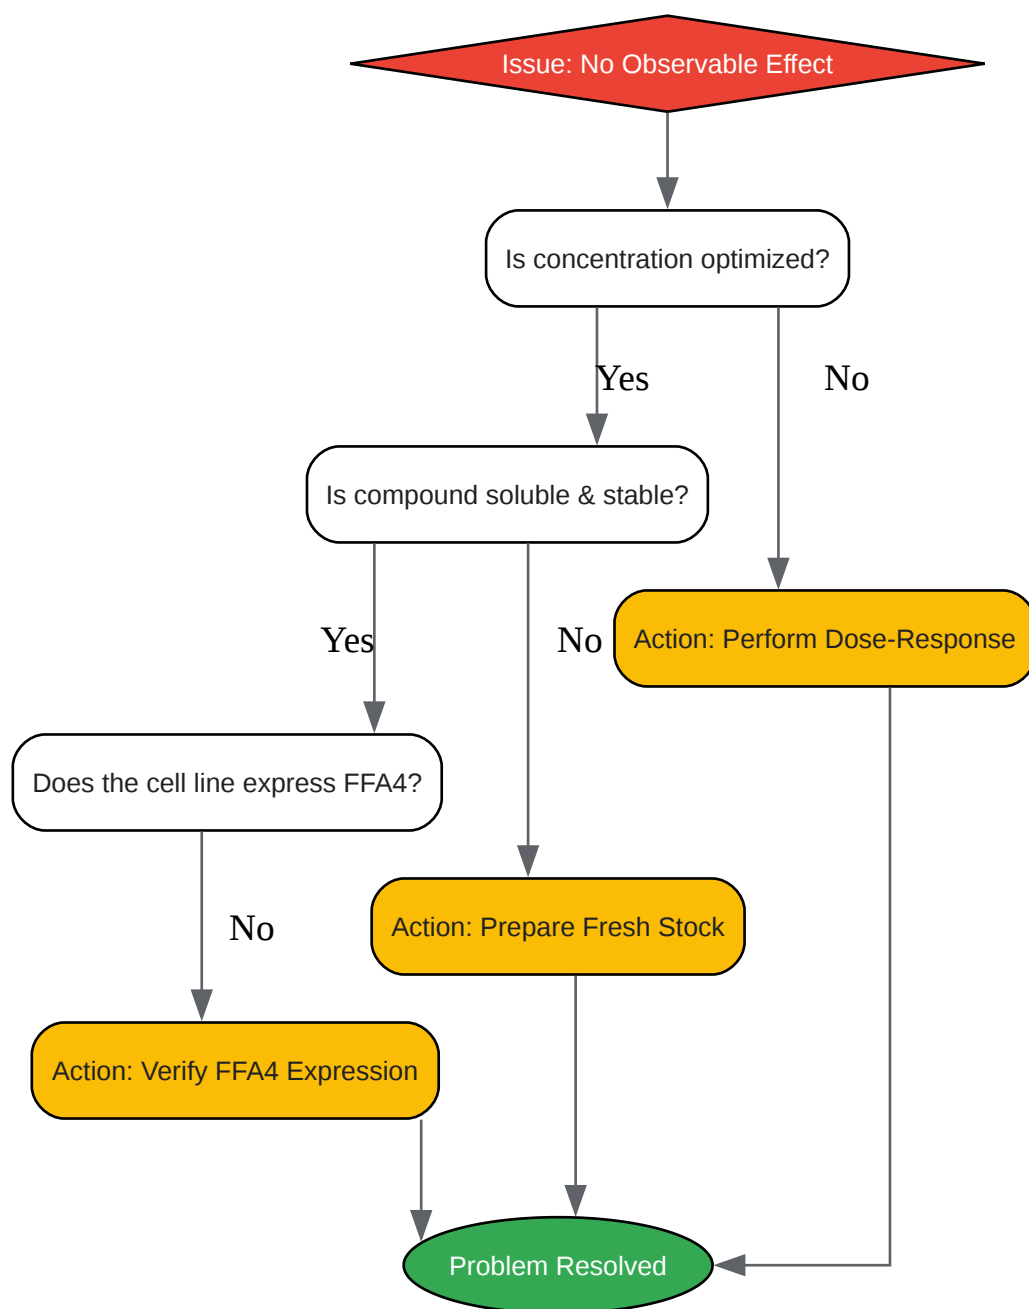 Issue: No Observable Effect
Is concentration optimized?
Yes
No
Is compound soluble & stable?
Yes
No
Action: Perform Dose-Response
Does the cell line express FFA4?
No
Action: Prepare Fresh Stock
Action: Verify FFA4 Expression
Problem Resolved